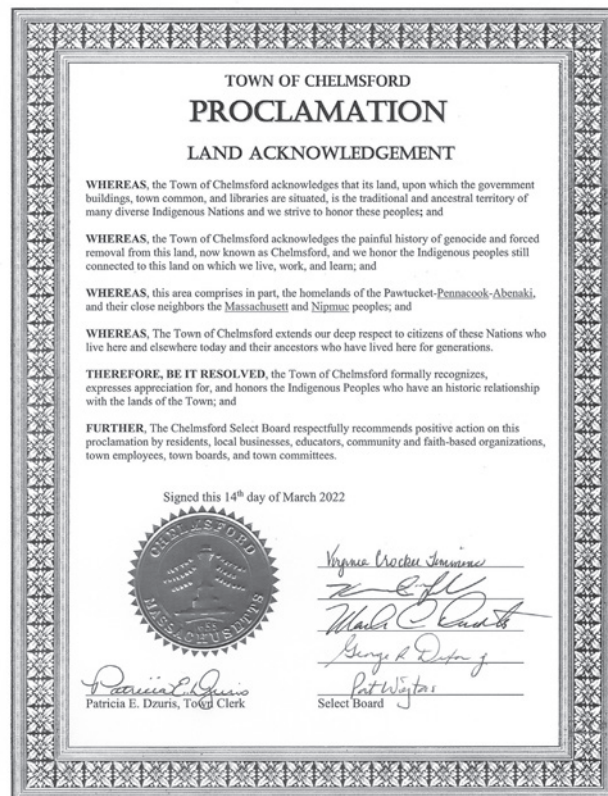 TOWN OF CHELMSFORD
PROCLAMATION
LAND ACKNOWLEDGEMENT
WHEREAS, the Town of Chelmsford acknowledges that its land, upon which the government
buildings, town common, and libraries are situated, is the traditional and ancestral territory of
many diverse Indigenous Nations and we strive to honor these peoples; and
WHEREAS, the Town of Chelmsford acknowledges the painful history of genocide and forced
removal from this land, now known as Chelmsford, and we honor the Indigenous peoples still
connected to this land on which we live, work, and learn; and
WHEREAS, this area comprises in part, the homelands of the Pawtucket-Pennacook-Abenaki,
and their close neighbors the Massachusett and Nipmuc peoples; and
WHEREAS, The Town of Chelmsford extends our deep respect to citizens of these Nations who
live here and elsewhere today and their ancestors who have lived here for generations.
THEREFORE, BE IT RESOLVED, the Town of Chelmsford formally recognizes,
expresses appreciation for, and honors the Indigenous Peoples who have an historic relationship
with the lands of the Town; and
FURTHER, The Chelmsford Select Board respectfully recommends positive action on this
proclamation by residents, local businesses, educators, community and faith-based organizations,
town employees, town boards, and town committees.
Signed this 14th day of March 2022
CHELMSFORD
MASSACHUSETTS
Virginia Crocker Timmins
George R Dixon Jr
Patricia E. Dzuris
Patricia E. Dzuris, Town Clerk
Select Board